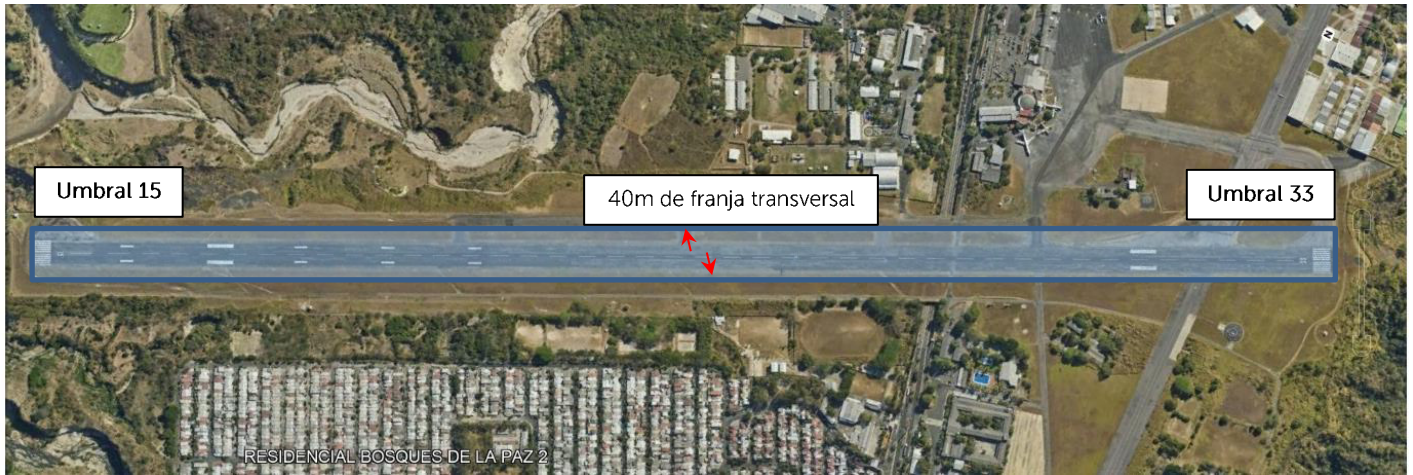 N
Umbral 15
40m de franja transversal
Umbral 33
RESIDENCIAL BOSQUES DE LA PAZ 2